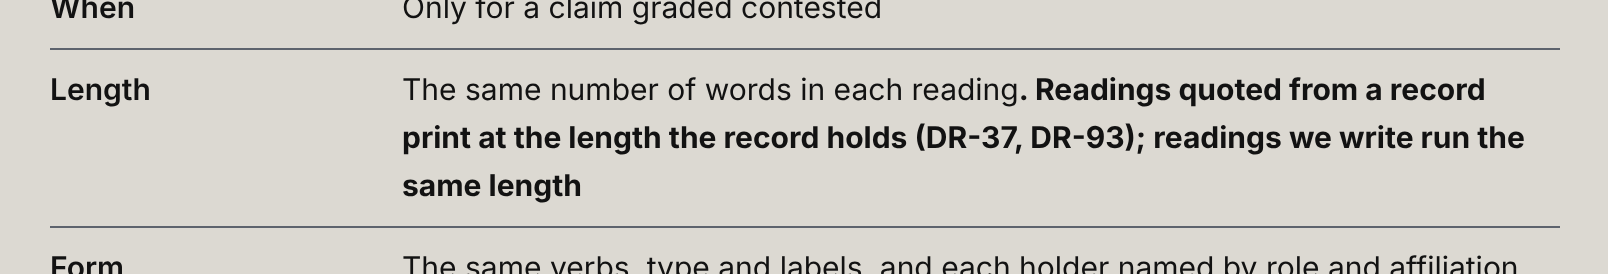 When Only for a claim graded contested
Length The same number of words in each reading. Readings quoted from a record
print at the length the record holds (DR-37, DR-93); readings we write run the
same length
Form The same verbs, type and labels, and each holder named by role and affiliation